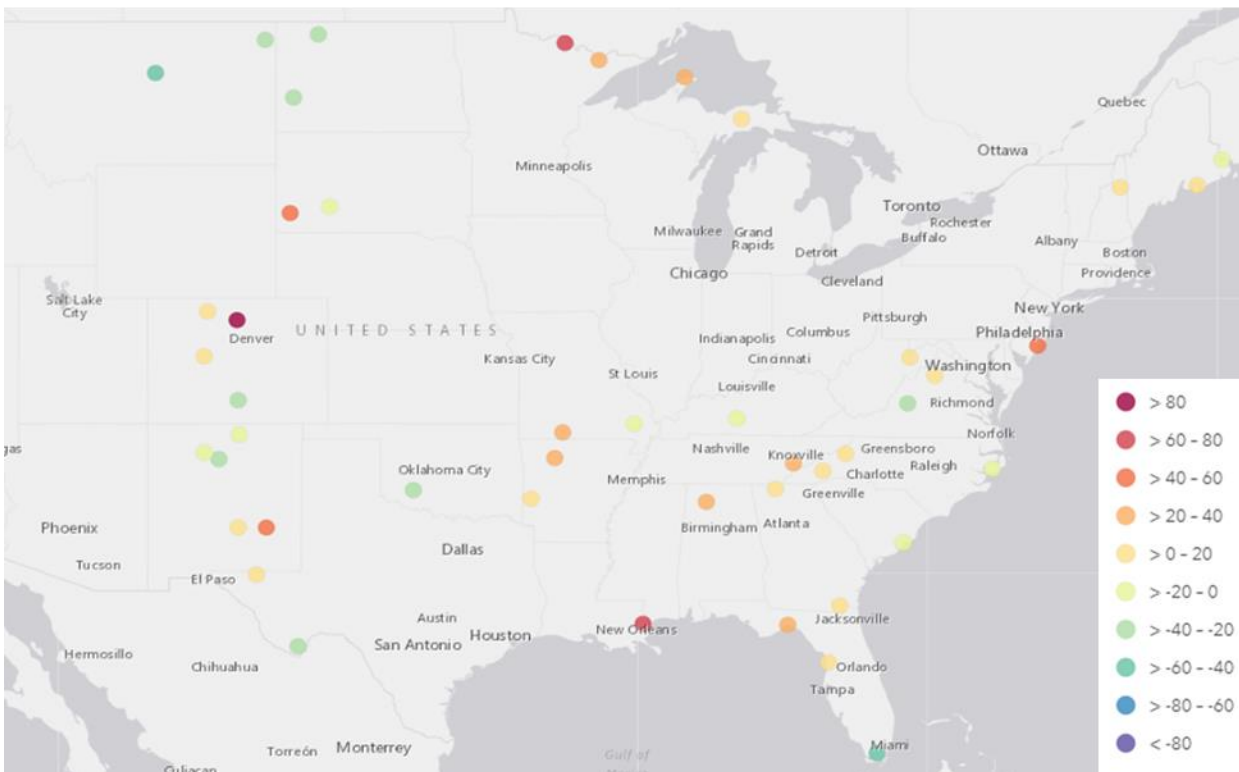 Quebec
Ottawa
Minneapolis
Toronto
Rochester
Milwaukee
Grand
Rapids
Buffalo
Albany
Boston
Detroit
Chicago
Cleveland
Providence
Salt Lake
City
New York
UNITED STATES
Denver
Pittsburgh
Philadelphia
Indianapolis
Columbus
Kansas City
Cincinnati
Washington
St Louis
Louisville
Richmond
Norfolk
gas
Nashville
Knoxville
Greensboro
Oklahoma City
Charlotte
Raleigh
Memphis
Greenville
Phoenix
Birmingham
Atlanta
Dallas
Tucson
El Paso
Austin
Jacksonville
New Orleans
Houston
San Antonio
Hermosillo
Chihuahua
Orlando
Tampa
Torreón
Monterrey
Miami
Gulf of
Culiacan
> 80
> 60 - 80
> 40 - 60
> 20 - 40
> 0 - 20
> -20 - 0
> -40 - -20
> -60 - -40
> -80 - -60
< -80